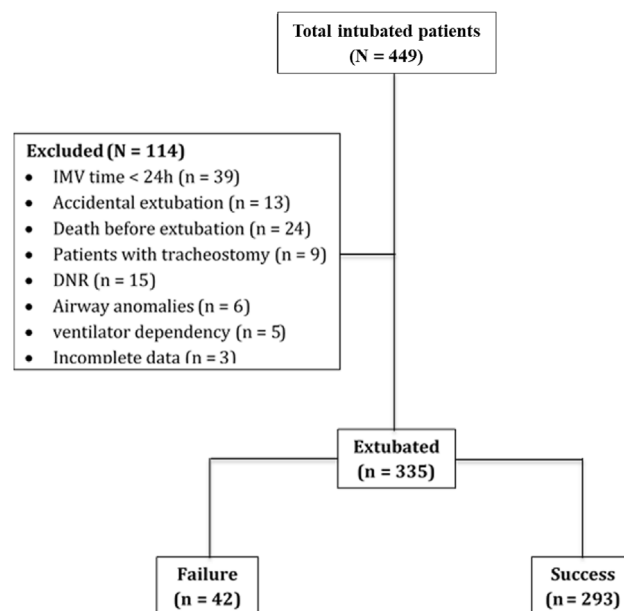 Total intubated patients
(N = 449)
Excluded (N = 114)
• IMV time < 24h (n = 39)
• Accidental extubation (n = 13)
• Death before extubation (n = 24)
• Patients with tracheostomy (n = 9)
• DNR (n = 15)
• Airway anomalies (n = 6)
• ventilator dependency (n = 5)
• Incomplete data (n = 3)
Extubated
(n = 335)
Failure
(n = 42)
Success
(n = 293)